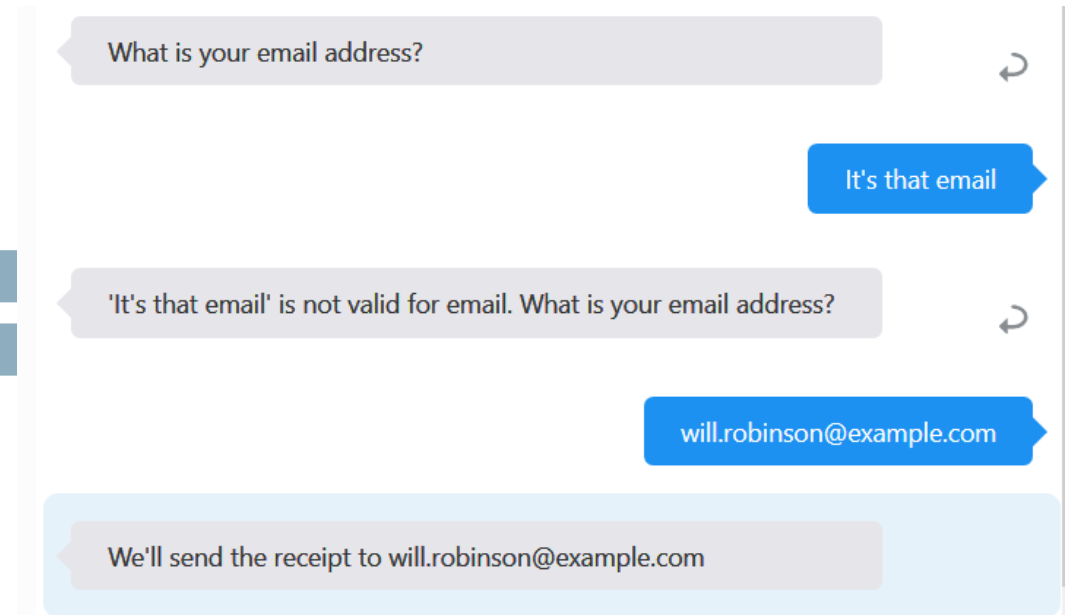 What is your email address?
It's that email
'It's that email' is not valid for email. What is your email address?
will.robinson@example.com
We'll send the receipt to will.robinson@example.com